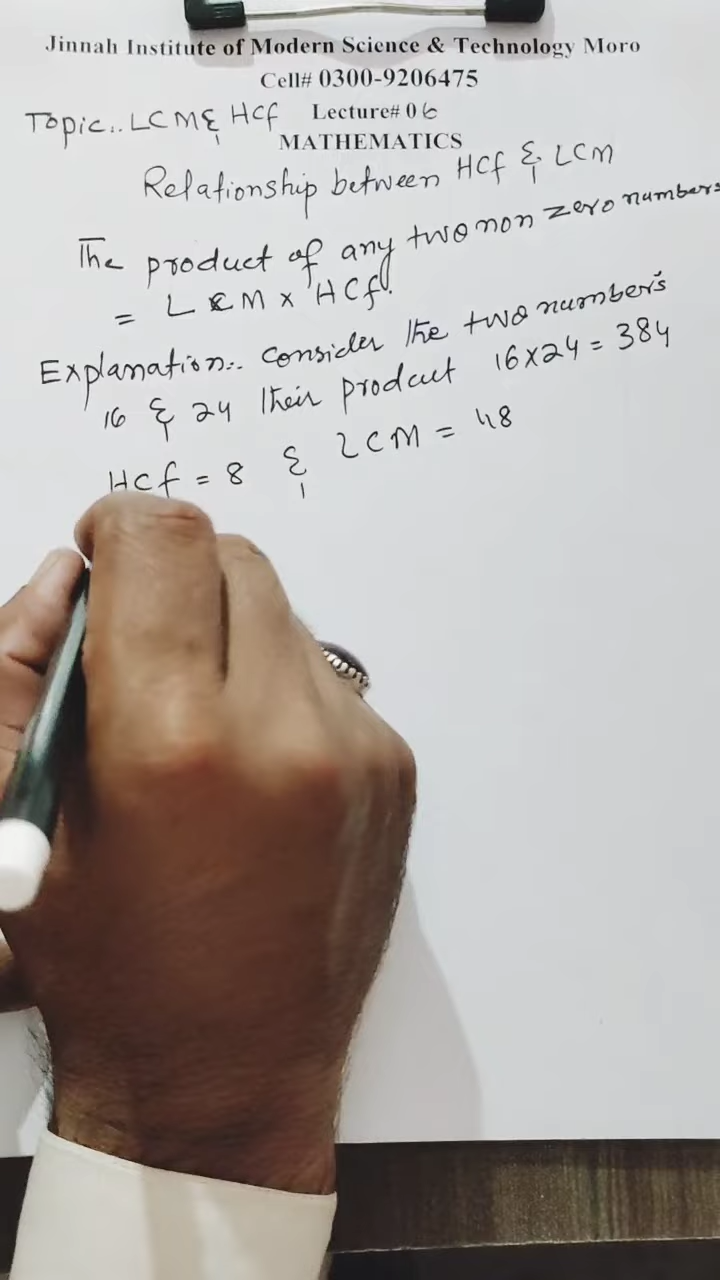 Jinnah Institute of Modern Science & Technology Moro
Cell# 0300-9206475
Topic.. LCM & HCf Lecture# 06
MATHEMATICS
Relationship between HCf & LCM
The product of any two non zero numbers
= LCM x HCf.
Explanation.. Consider the two numbers
16 & 24 their product 16x24 = 384
HCf = 8 & LCM = 48